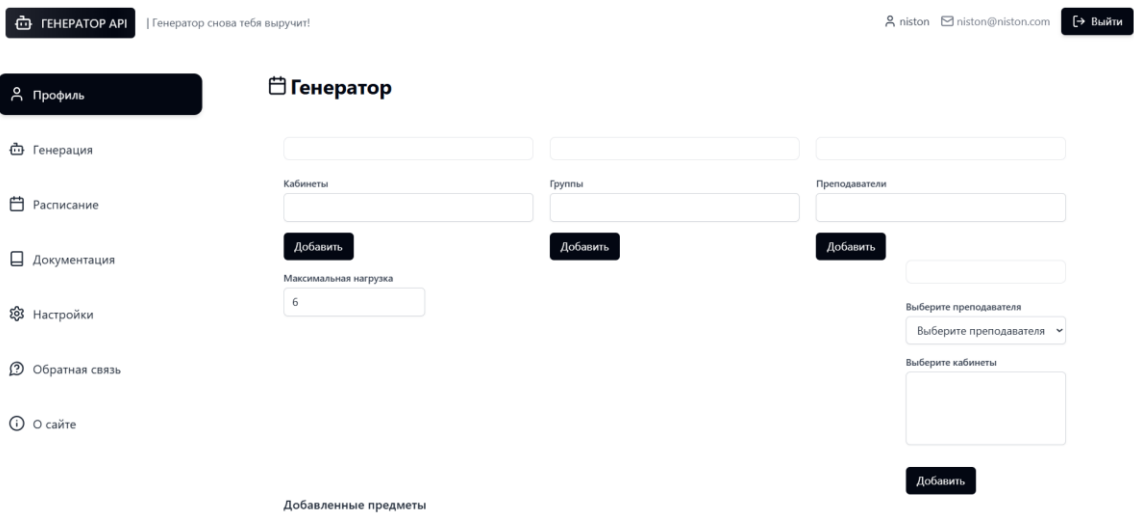 ГЕНЕРАТОР API | Генератор снова тебя выручит! niston niston@niston.com Выйти
Профиль
Генерация
Расписание
Документация
Настройки
Обратная связь
О сайте
Генератор
Кабинеты Группы Преподаватели
Добавить Добавить Добавить
Максимальная нагрузка
6
Выберите преподавателя
Выберите преподавателя
Выберите кабинеты
Добавить
Добавленные предметы